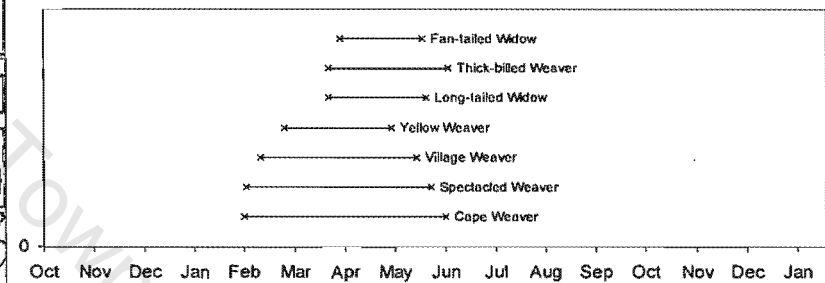 Fan-tailed Widow
Thick-billed Weaver
Long-tailed Widow
Yellow Weaver
Village Weaver
Spectacled Weaver
Cape Weaver
0
Oct Nov Dec Jan Feb Mar Apr May Jun Jul Aug Sep Oct Nov Dec Jan